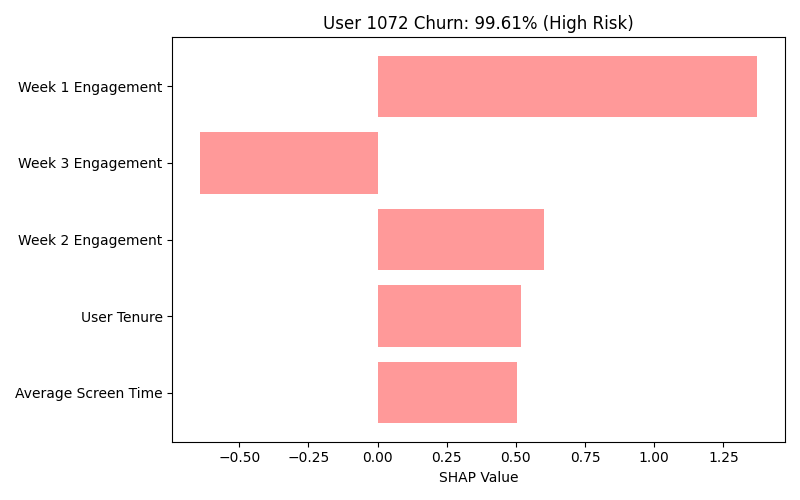 User 1072 Churn: 99.61% (High Risk)
Week 1 Engagement
Week 3 Engagement
Week 2 Engagement
User Tenure
Average Screen Time
−0.50 −0.25 0.00 0.25 0.50 0.75 1.00 1.25
SHAP Value